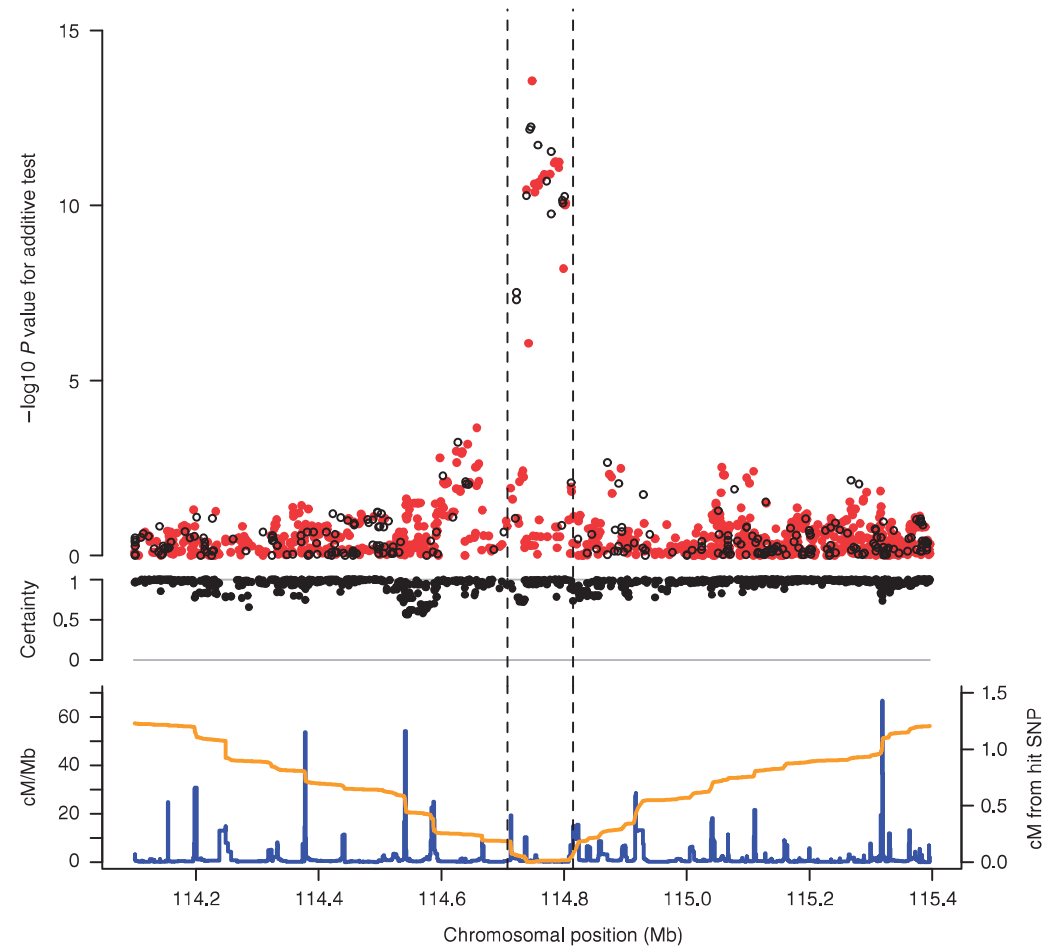 15
10
5
0
−log10 P value for additive test
1
0.5
0
Certainty
60
40
20
0
cM/Mb
1.5
1.0
0.5
0.0
cM from hit SNP
114.2 114.4 114.6 114.8 115.0 115.2 115.4
Chromosomal position (Mb)